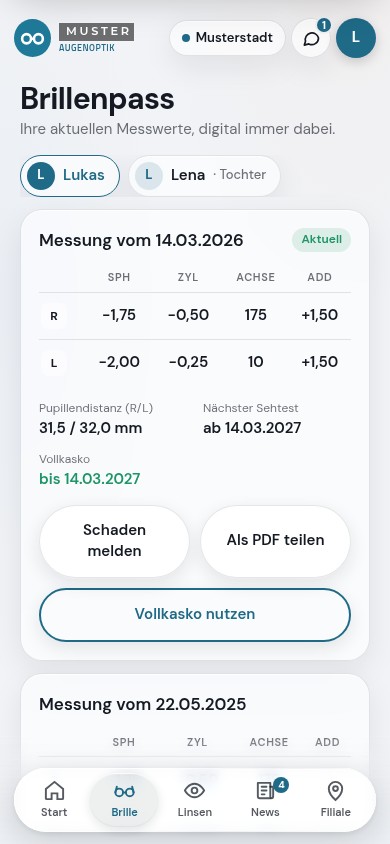 MUSTER
AUGENOPTIK
Musterstadt
1
L
Brillenpass
Ihre aktuellen Messwerte, digital immer dabei.
L Lukas
L Lena · Tochter
Messung vom 14.03.2026
Aktuell
SPH ZYL ACHSE ADD
R −1,75 −0,50 175 +1,50
L −2,00 −0,25 10 +1,50
Pupillendistanz (R/L) Nächster Sehtest
31,5 / 32,0 mm ab 14.03.2027
Vollkasko
bis 14.03.2027
Schaden
melden
Als PDF teilen
Vollkasko nutzen
Messung vom 22.05.2025
SPH ZYL ACHSE ADD
4
Start Brille Linsen News Filiale